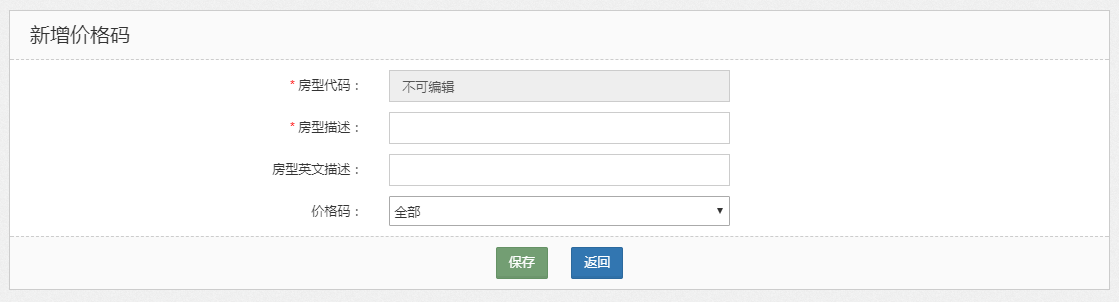 新增价格码
* 房型代码： 不可编辑
* 房型描述：
房型英文描述：
价格码： 全部
保存 返回